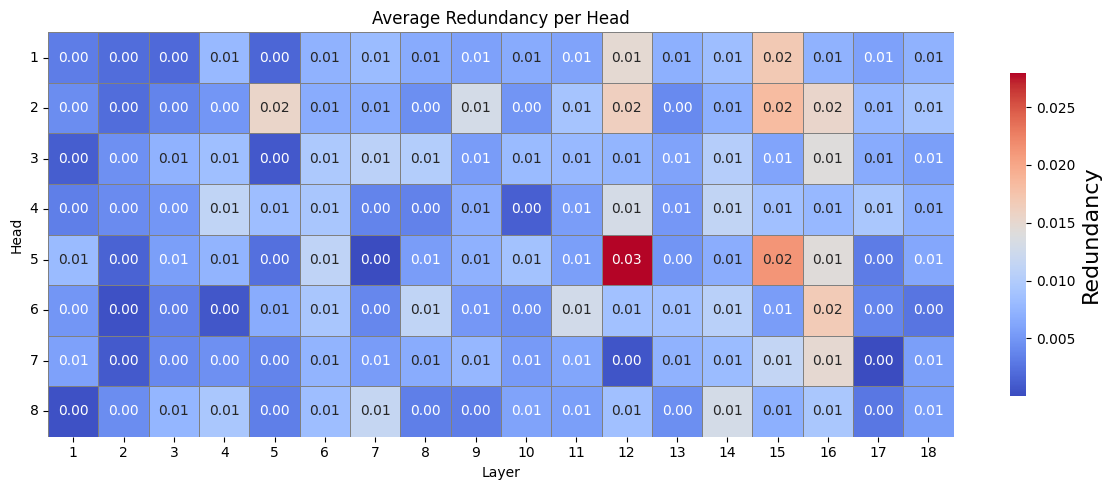 Average Redundancy per Head
1 0.00 0.00 0.00 0.01 0.00 0.01 0.01 0.01 0.01 0.01 0.01 0.01 0.01 0.01 0.02 0.01 0.01 0.01
2 0.00 0.00 0.00 0.00 0.02 0.01 0.01 0.00 0.01 0.00 0.01 0.02 0.00 0.01 0.02 0.02 0.01 0.01
3 0.00 0.00 0.01 0.01 0.00 0.01 0.01 0.01 0.01 0.01 0.01 0.01 0.01 0.01 0.01 0.01 0.01 0.01
4 0.00 0.00 0.00 0.01 0.01 0.01 0.00 0.00 0.01 0.00 0.01 0.01 0.01 0.01 0.01 0.01 0.01 0.01
5 0.01 0.00 0.01 0.01 0.00 0.01 0.00 0.01 0.01 0.01 0.01 0.03 0.00 0.01 0.02 0.01 0.00 0.01
6 0.00 0.00 0.00 0.00 0.01 0.01 0.00 0.01 0.01 0.00 0.01 0.01 0.01 0.01 0.01 0.02 0.00 0.00
7 0.01 0.00 0.00 0.00 0.00 0.01 0.01 0.01 0.01 0.01 0.01 0.00 0.01 0.01 0.01 0.01 0.00 0.01
8 0.00 0.00 0.01 0.01 0.00 0.01 0.01 0.00 0.00 0.01 0.01 0.01 0.00 0.01 0.01 0.01 0.00 0.01
1 2 3 4 5 6 7 8 9 10 11 12 13 14 15 16 17 18
Layer
Head
0.025
0.020
0.015
0.010
0.005
Redundancy